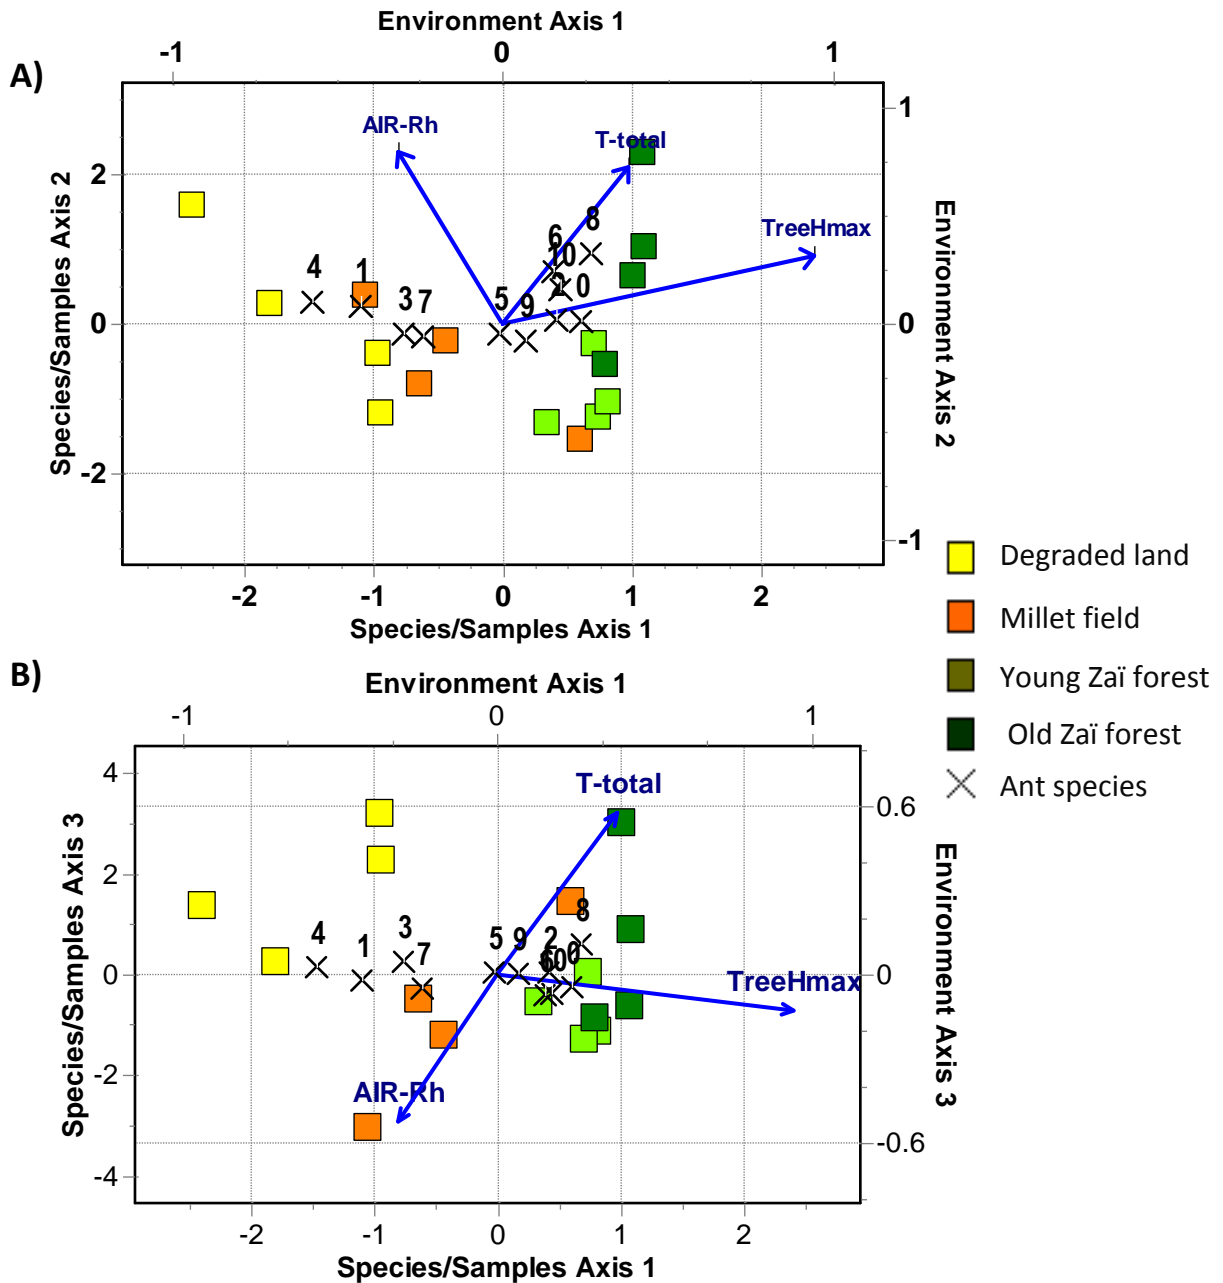 Environment Axis 1
-1 0 1
A)
AIR-Rh
T-total
TreeHmax
8
6
10
4 1 3 7 5 9 2 0
2
0
-2
1
0
-1
Species/Samples Axis 2
Environment Axis 2
-2 -1 0 1 2
Species/Samples Axis 1
Degraded land
Millet field
Young Zaï forest
Old Zaï forest
Ant species
B)
Environment Axis 1
-1 0 1
T-total
TreeHmax
AIR-Rh
8
4 1 3 7 5 9 2
0
4
2
0
-2
-4
0.6
0
-0.6
Species/Samples Axis 3
Environment Axis 3
-2 -1 0 1 2
Species/Samples Axis 1